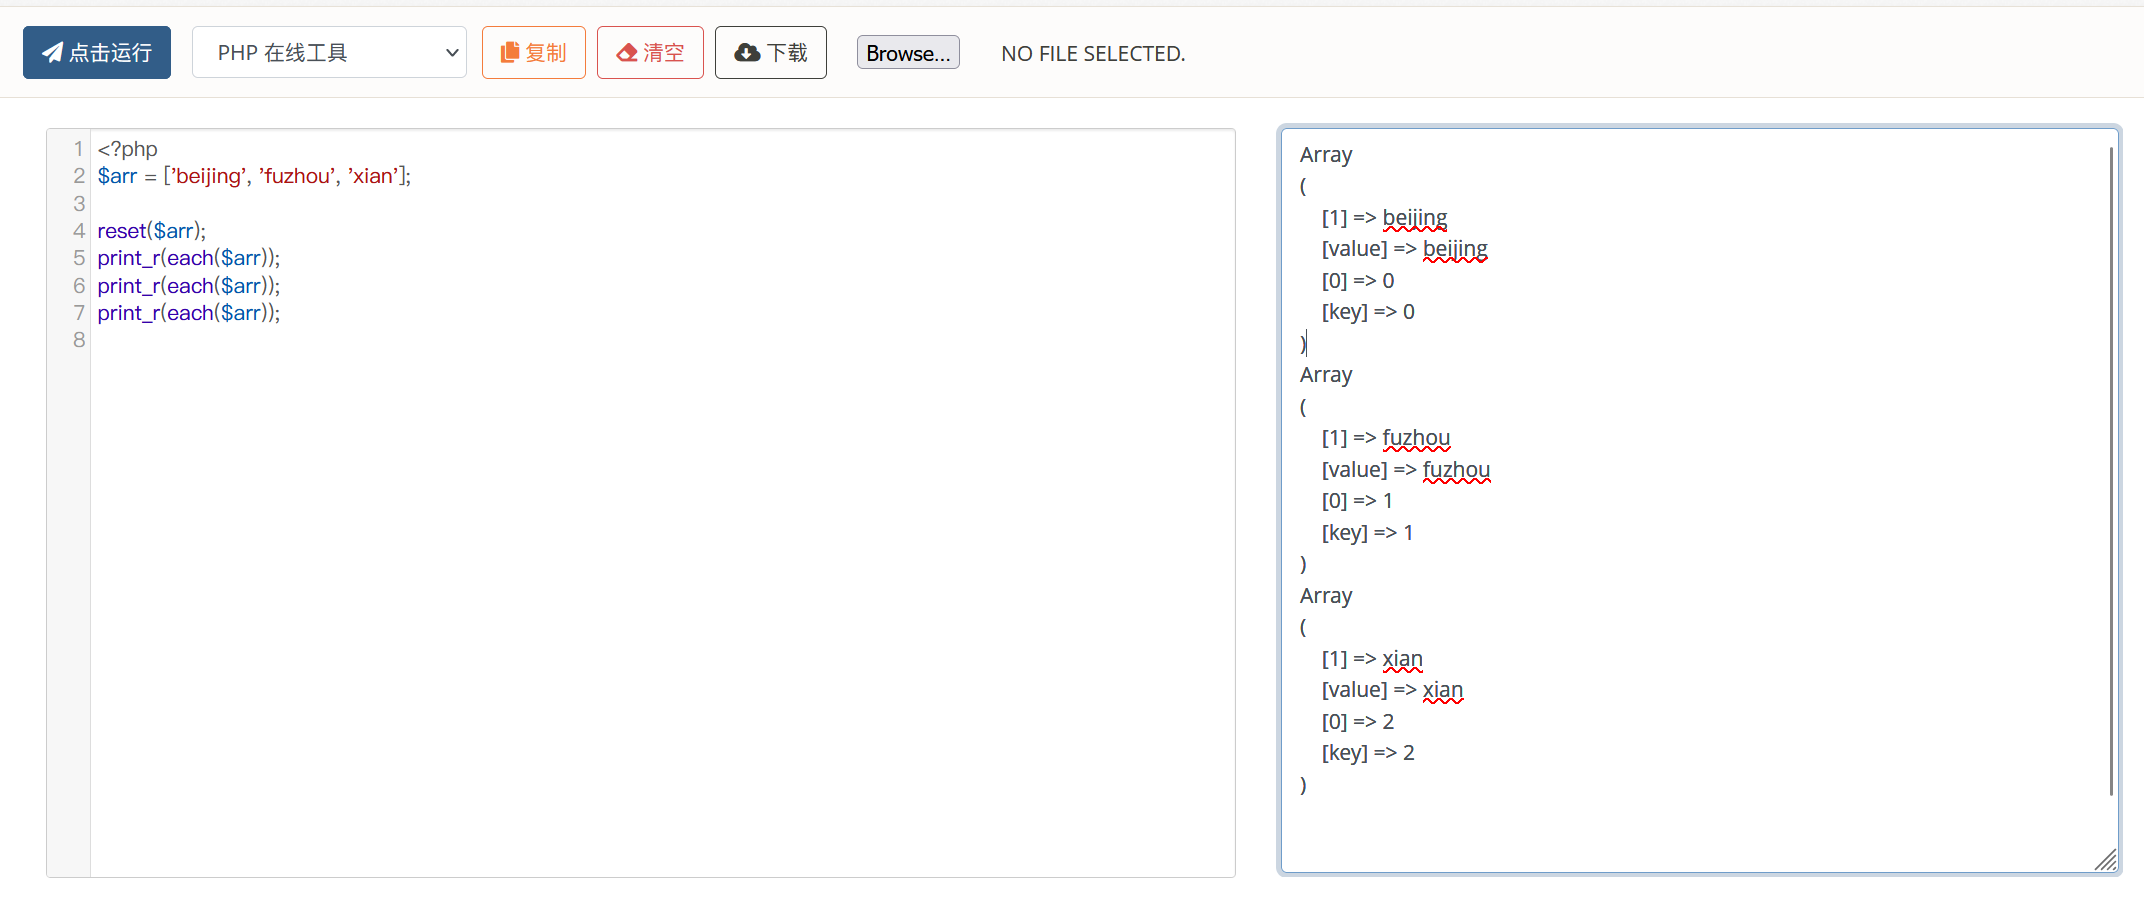 点击运行 PHP 在线工具 复制 清空 下载 Browse... NO FILE SELECTED.
1 <?php
2 $arr = ['beijing', 'fuzhou', 'xian'];
3
4 reset($arr);
5 print_r(each($arr));
6 print_r(each($arr));
7 print_r(each($arr));
8
Array
(
[1] => beijing
[value] => beijing
[0] => 0
[key] => 0
)
Array
(
[1] => fuzhou
[value] => fuzhou
[0] => 1
[key] => 1
)
Array
(
[1] => xian
[value] => xian
[0] => 2
[key] => 2
)